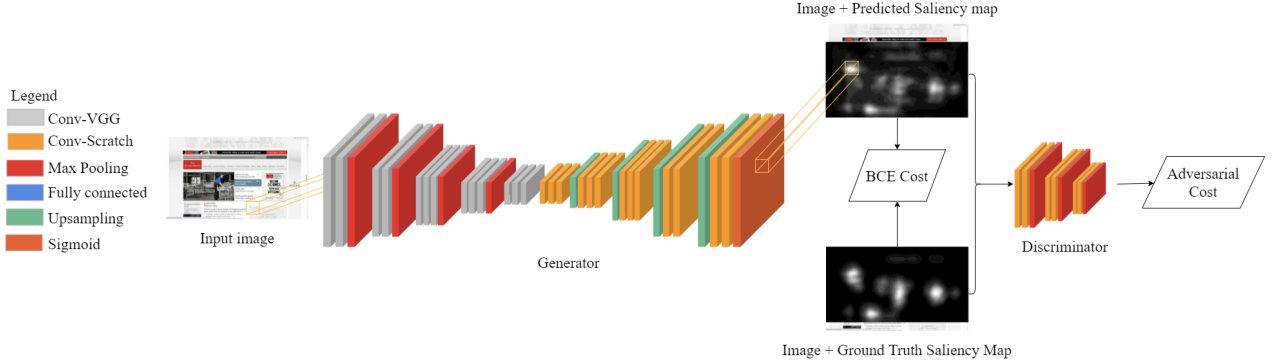 Image + Predicted Saliency map
Legend
Conv-VGG
Conv-Scratch
Max Pooling
Fully connected
Upsampling
Sigmoid
Input image
Generator
BCE Cost
Discriminator
Adversarial
Cost
Image + Ground Truth Saliency Map